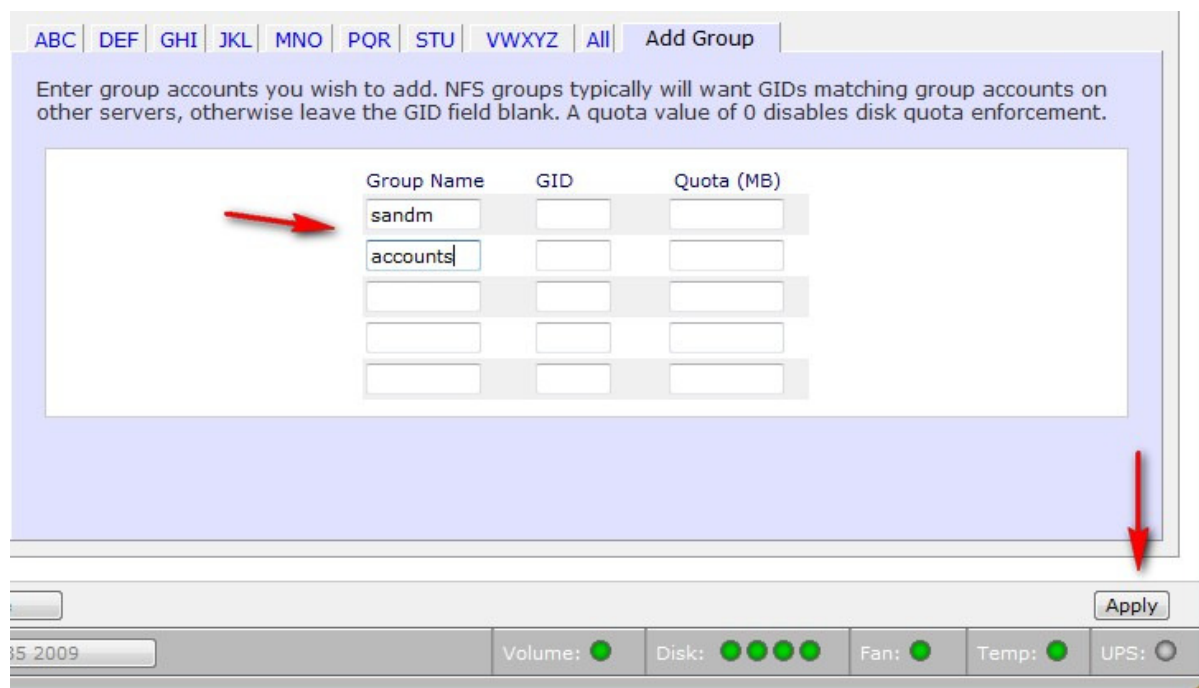 ABC DEF GHI JKL MNO PQR STU VWXYZ All Add Group
Enter group accounts you wish to add. NFS groups typically will want GIDs matching group accounts on
other servers, otherwise leave the GID field blank. A quota value of 0 disables disk quota enforcement.
Group Name GID Quota (MB)
sandm
accounts
Apply
35 2009 Volume: Disk: Fan: Temp: UPS: